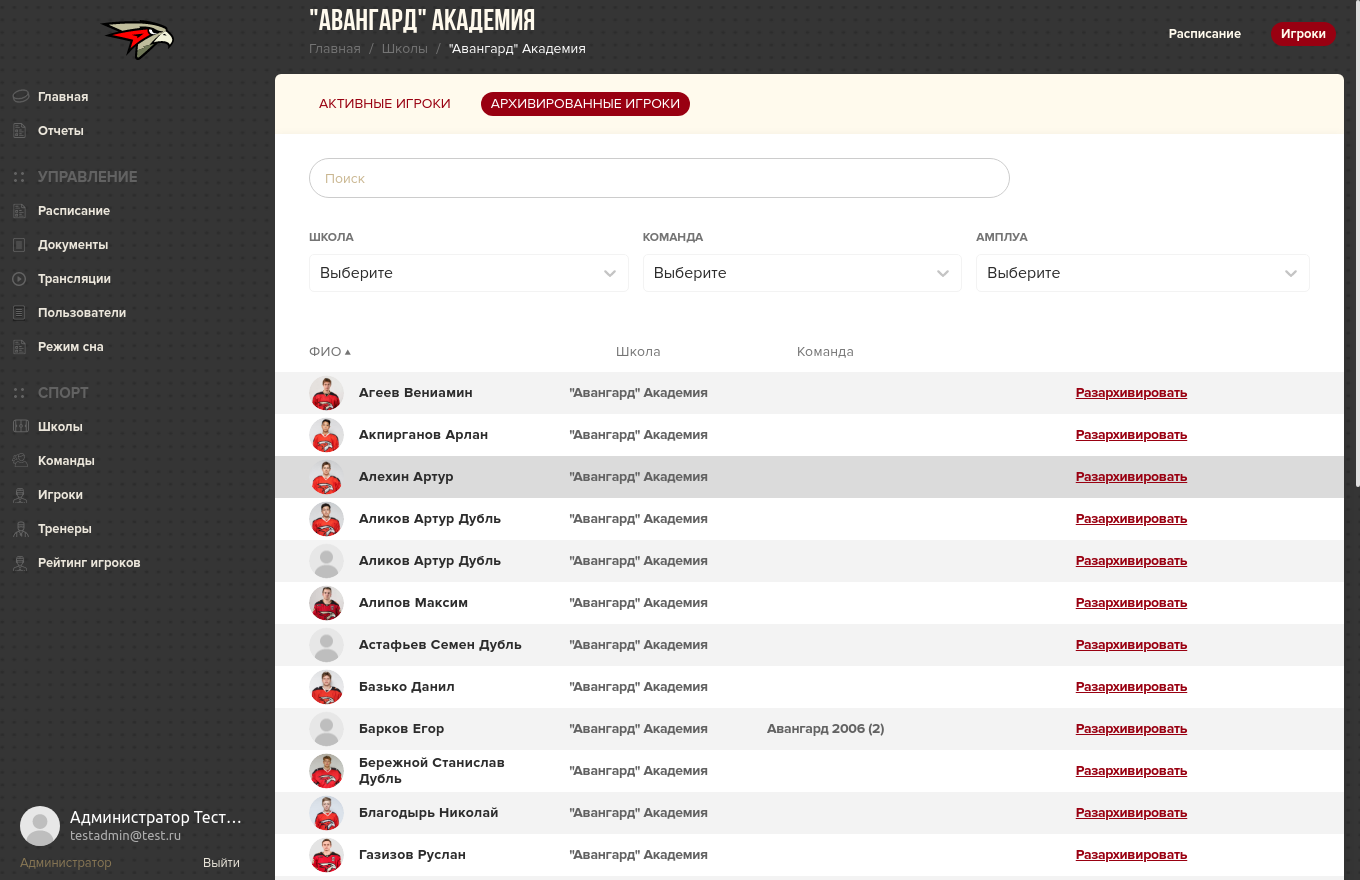 "АВАНГАРД" АКАДЕМИЯ
Главная / Школы / "Авангард" Академия
Расписание
Игроки
Главная
Отчеты
УПРАВЛЕНИЕ
Расписание
Документы
Трансляции
Пользователи
Режим сна
СПОРТ
Школы
Команды
Игроки
Тренеры
Рейтинг игроков
Администратор Тест...
testadmin@test.ru
Администратор
Выйти
АКТИВНЫЕ ИГРОКИ
АРХИВИРОВАННЫЕ ИГРОКИ
Поиск
ШКОЛА
КОМАНДА
АМПЛУА
Выберите
Выберите
Выберите
ФИО ▲ Школа Команда
Агеев Вениамин "Авангард" Академия Разархивировать
Акпирганов Арлан "Авангард" Академия Разархивировать
Алехин Артур "Авангард" Академия Разархивировать
Аликов Артур Дубль "Авангард" Академия Разархивировать
Аликов Артур Дубль "Авангард" Академия Разархивировать
Алипов Максим "Авангард" Академия Разархивировать
Астафьев Семен Дубль "Авангард" Академия Разархивировать
Базько Данил "Авангард" Академия Разархивировать
Барков Егор "Авангард" Академия Авангард 2006 (2) Разархивировать
Бережной Станислав
Дубль "Авангард" Академия Разархивировать
Благодырь Николай "Авангард" Академия Разархивировать
Газизов Руслан "Авангард" Академия Разархивировать